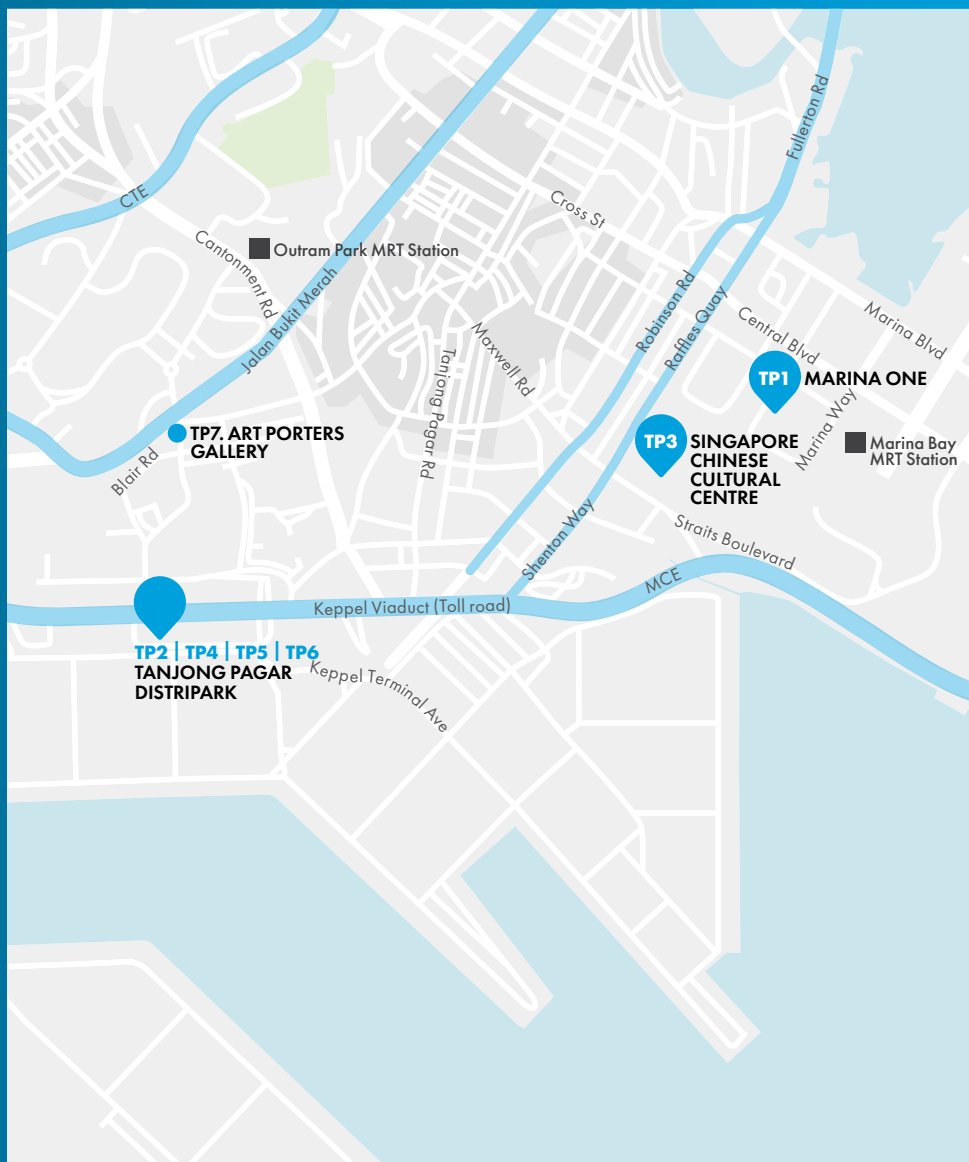 Fullerton Rd
CTE
Cross St
Cantonment Rd
Outram Park MRT Station
Jalan Bukit Merah
Robinson Rd
Raffles Quay
Central Blvd
Marina Blvd
Maxwell Rd
Tanjong Pagar Rd
TP1 MARINA ONE
Marina Way
TP7. ART PORTERS
GALLERY
Blair Rd
TP3 SINGAPORE
CHINESE
CULTURAL
CENTRE
Marina Bay
MRT Station
Straits Boulevard
Shenton Way
MCE
Keppel Viaduct (Toll road)
TP2 | TP4 | TP5 | TP6
TANJONG PAGAR
DISTRIPARK
Keppel Terminal Ave